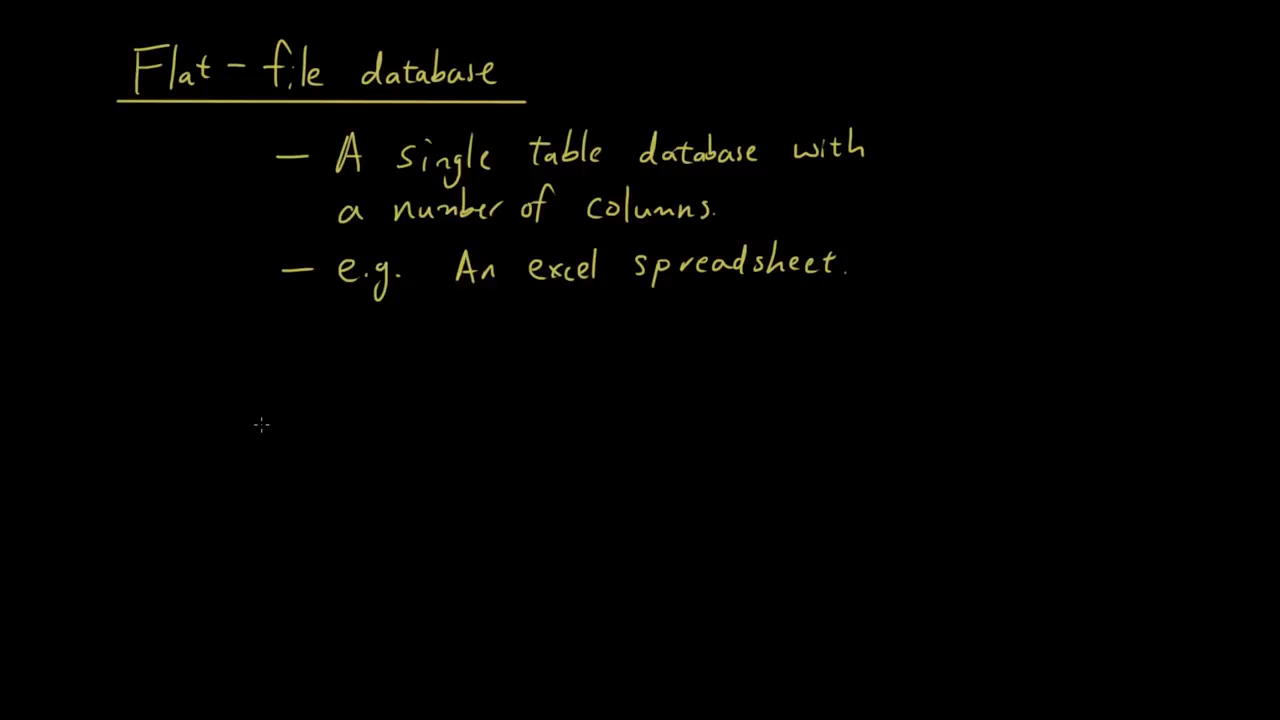 Flat-file database
— A single table database with
a number of columns.
— e.g. An excel spreadsheet.